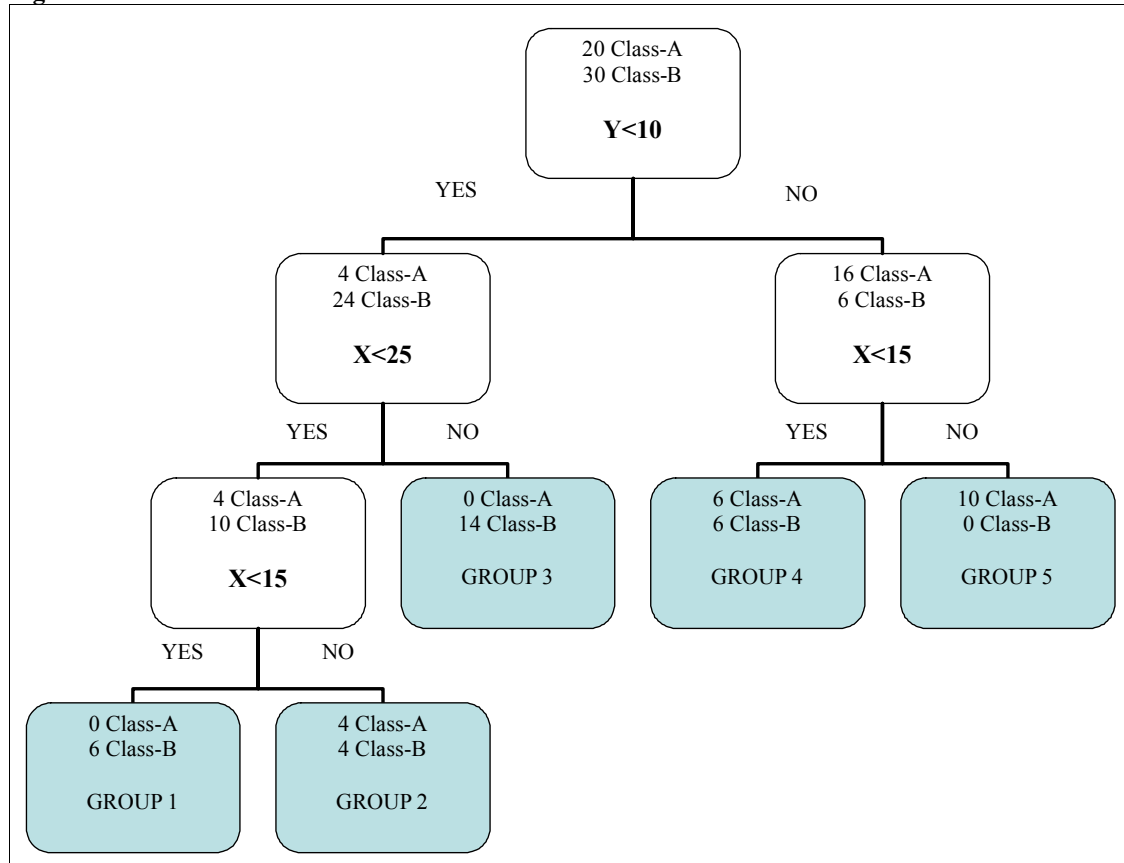 20 Class-A
30 Class-B
Y<10
YES
NO
4 Class-A
24 Class-B
X<25
16 Class-A
6 Class-B
X<15
YES
NO
YES
NO
4 Class-A
10 Class-B
X<15
0 Class-A
14 Class-B
GROUP 3
6 Class-A
6 Class-B
GROUP 4
10 Class-A
0 Class-B
GROUP 5
YES
NO
0 Class-A
6 Class-B
GROUP 1
4 Class-A
4 Class-B
GROUP 2